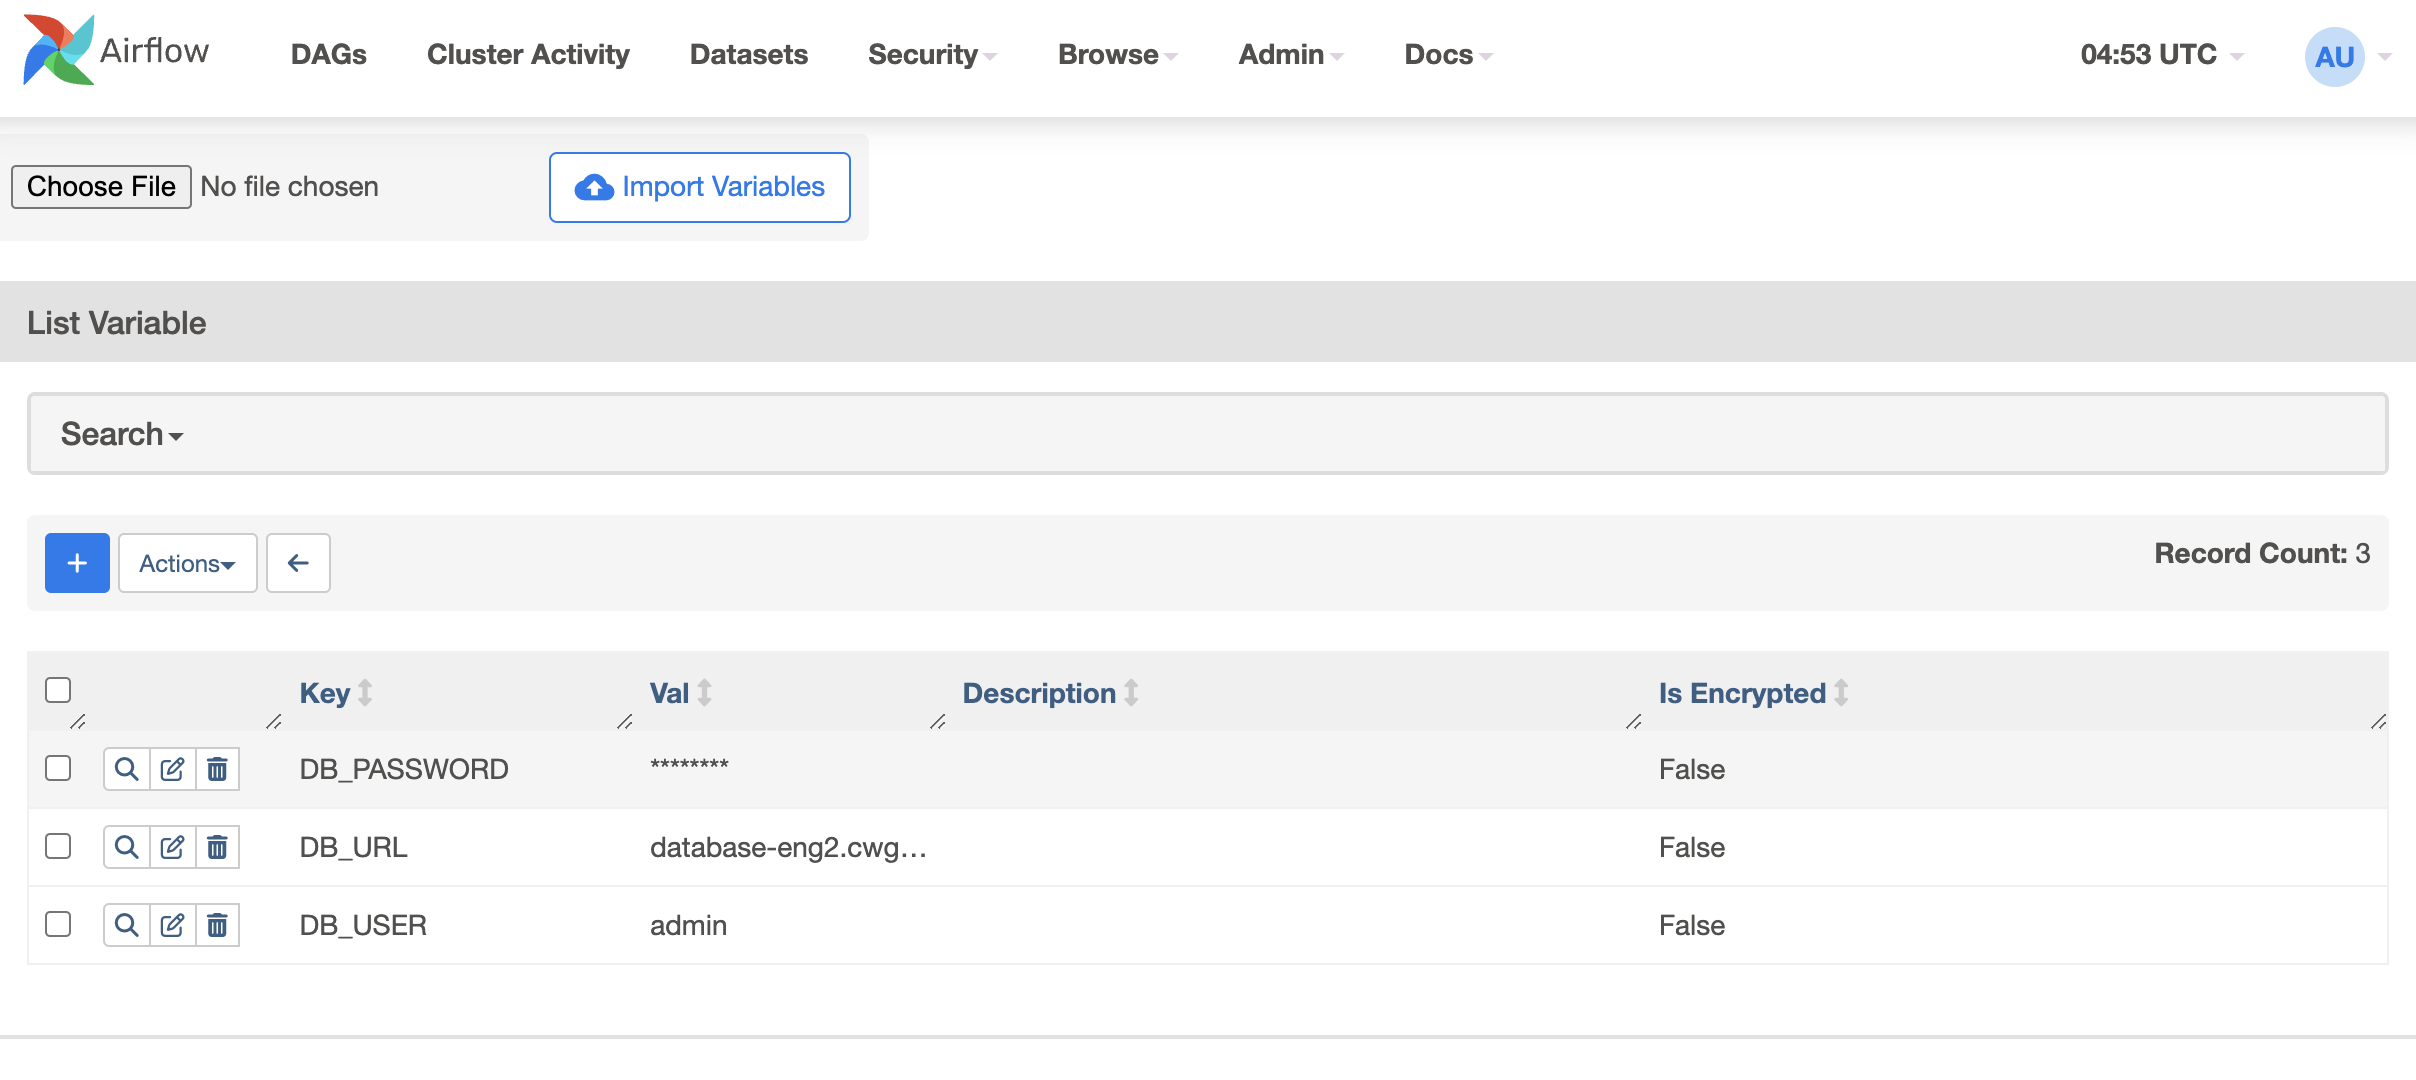 Airflow DAGs Cluster Activity Datasets Security Browse Admin Docs 04:53 UTC AU
Choose File No file chosen Import Variables
List Variable
Search
+ Actions Record Count: 3
Key Val Description Is Encrypted
DB_PASSWORD ******** False
DB_URL database-eng2.cwg... False
DB_USER admin False